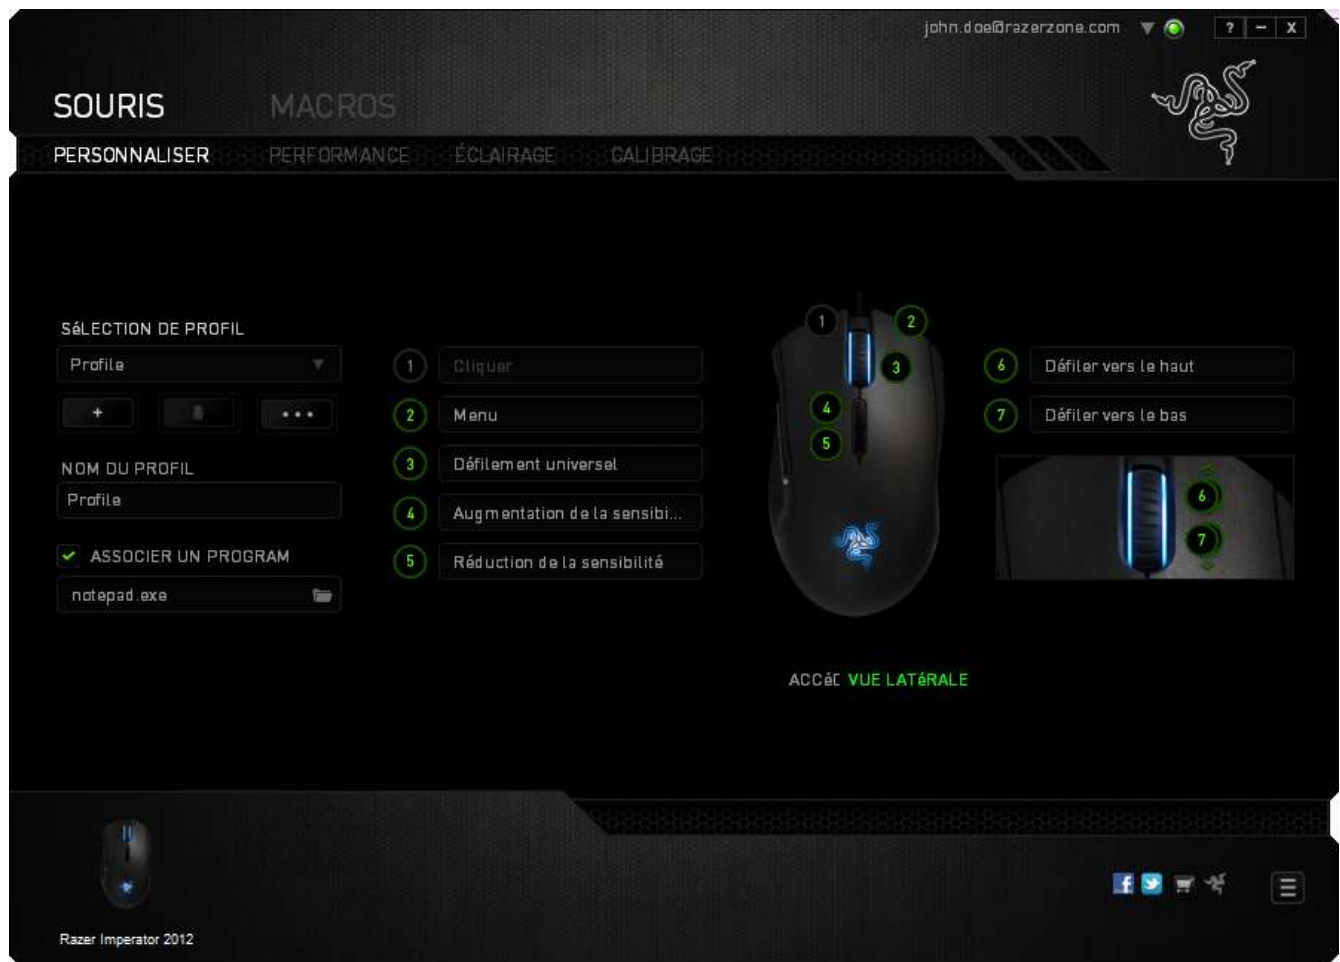 john.doe@razerzone.com
? – X
SOURIS MACROS
PERSONNALISER PERFORMANCE ÉCLAIRAGE CALIBRAGE
SéLECTION DE PROFIL
Profile
+ •••
NOM DU PROFIL
Profile
ASSOCIER UN PROGRAM
notepad.exe
1 Cliquer
2 Menu
3 Défilement universel
4 Augmentation de la sensibi...
5 Réduction de la sensibilité
1
2
3
4
5
6 Défiler vers le haut
7 Défiler vers le bas
6
7
ACCéD VUE LATéRALE
Razer Imperator 2012
f